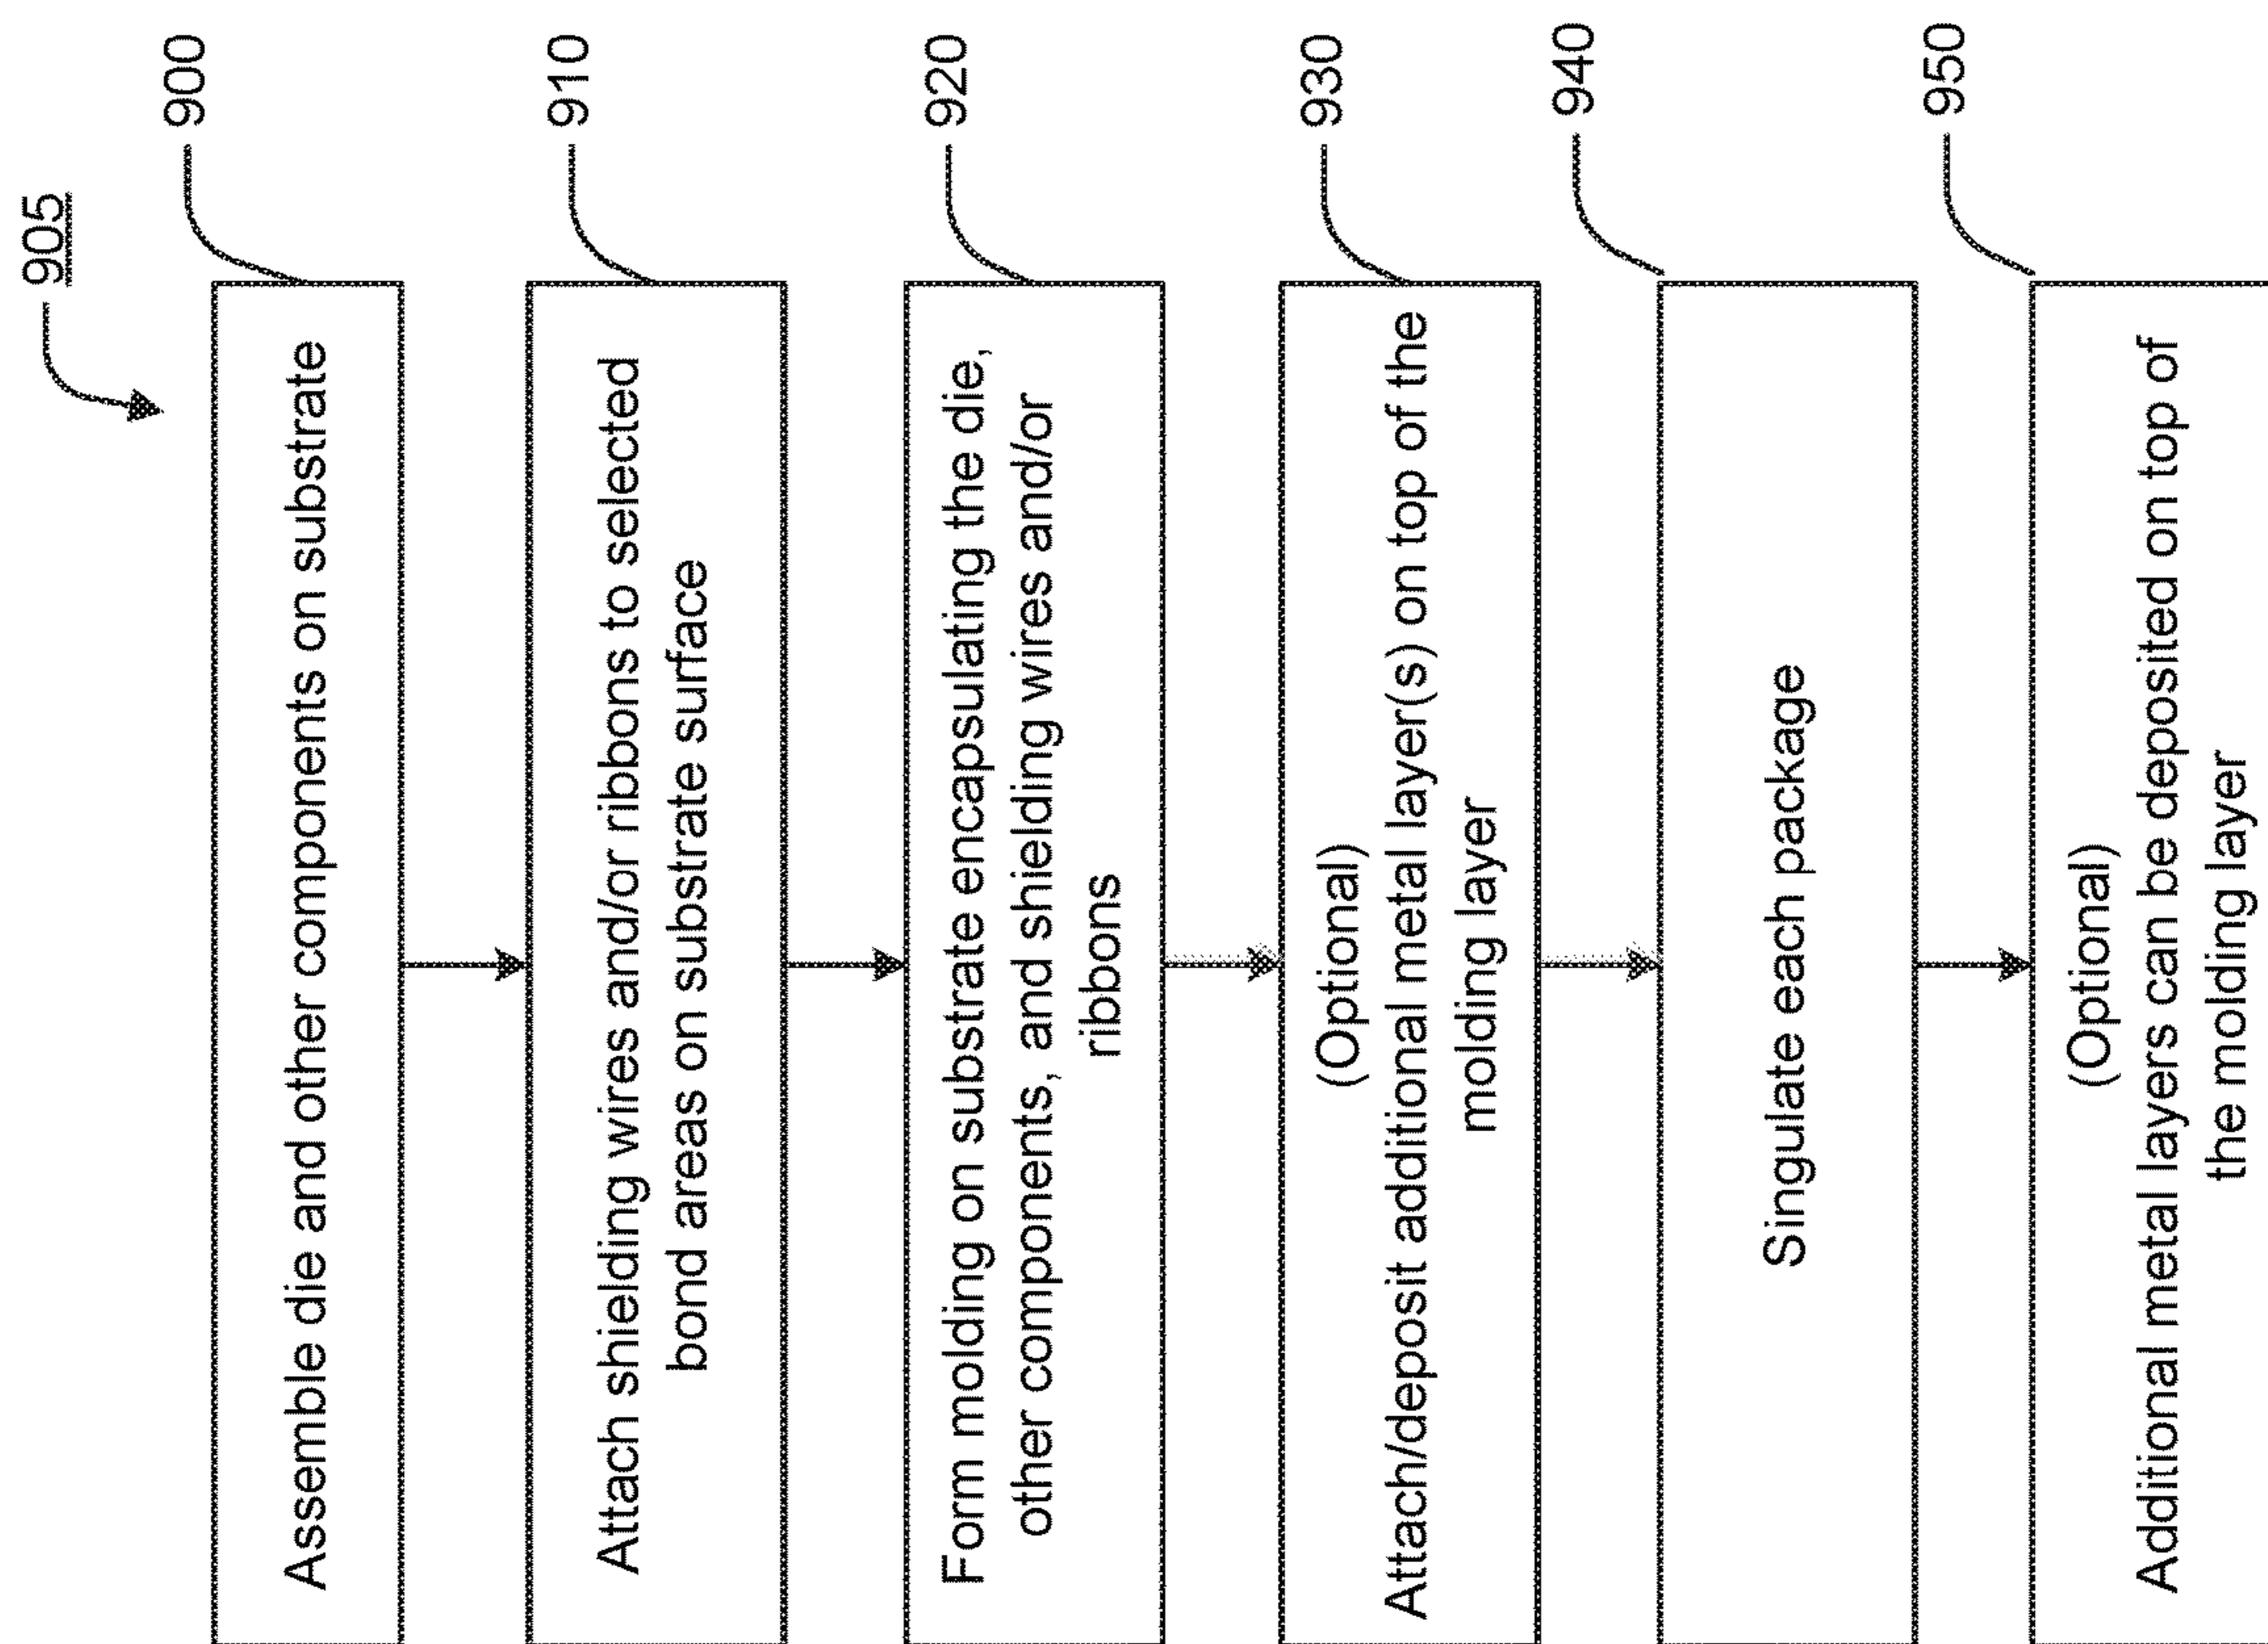 905
900
Assemble die and other components on substrate
910
Attach shielding wires and/or ribbons to selected
bond areas on substrate surface
920
Form molding on substrate encapsulating the die,
other components, and shielding wires and/or
ribbons
930
(Optional)
Attach/deposit additional metal layer(s) on top of the
molding layer
940
Singulate each package
950
(Optional)
Additional metal layers can be deposited on top of
the molding layer